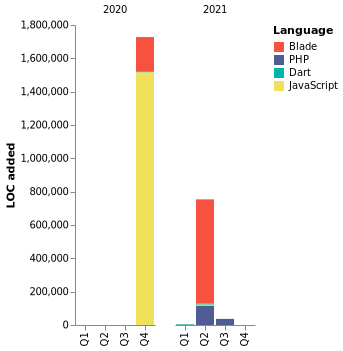 2020
2021
Language
Blade
PHP
Dart
JavaScript
LOC added
1,800,000
1,600,000
1,400,000
1,200,000
1,000,000
800,000
600,000
400,000
200,000
0
Q1 Q2 Q3 Q4
Q1 Q2 Q3 Q4